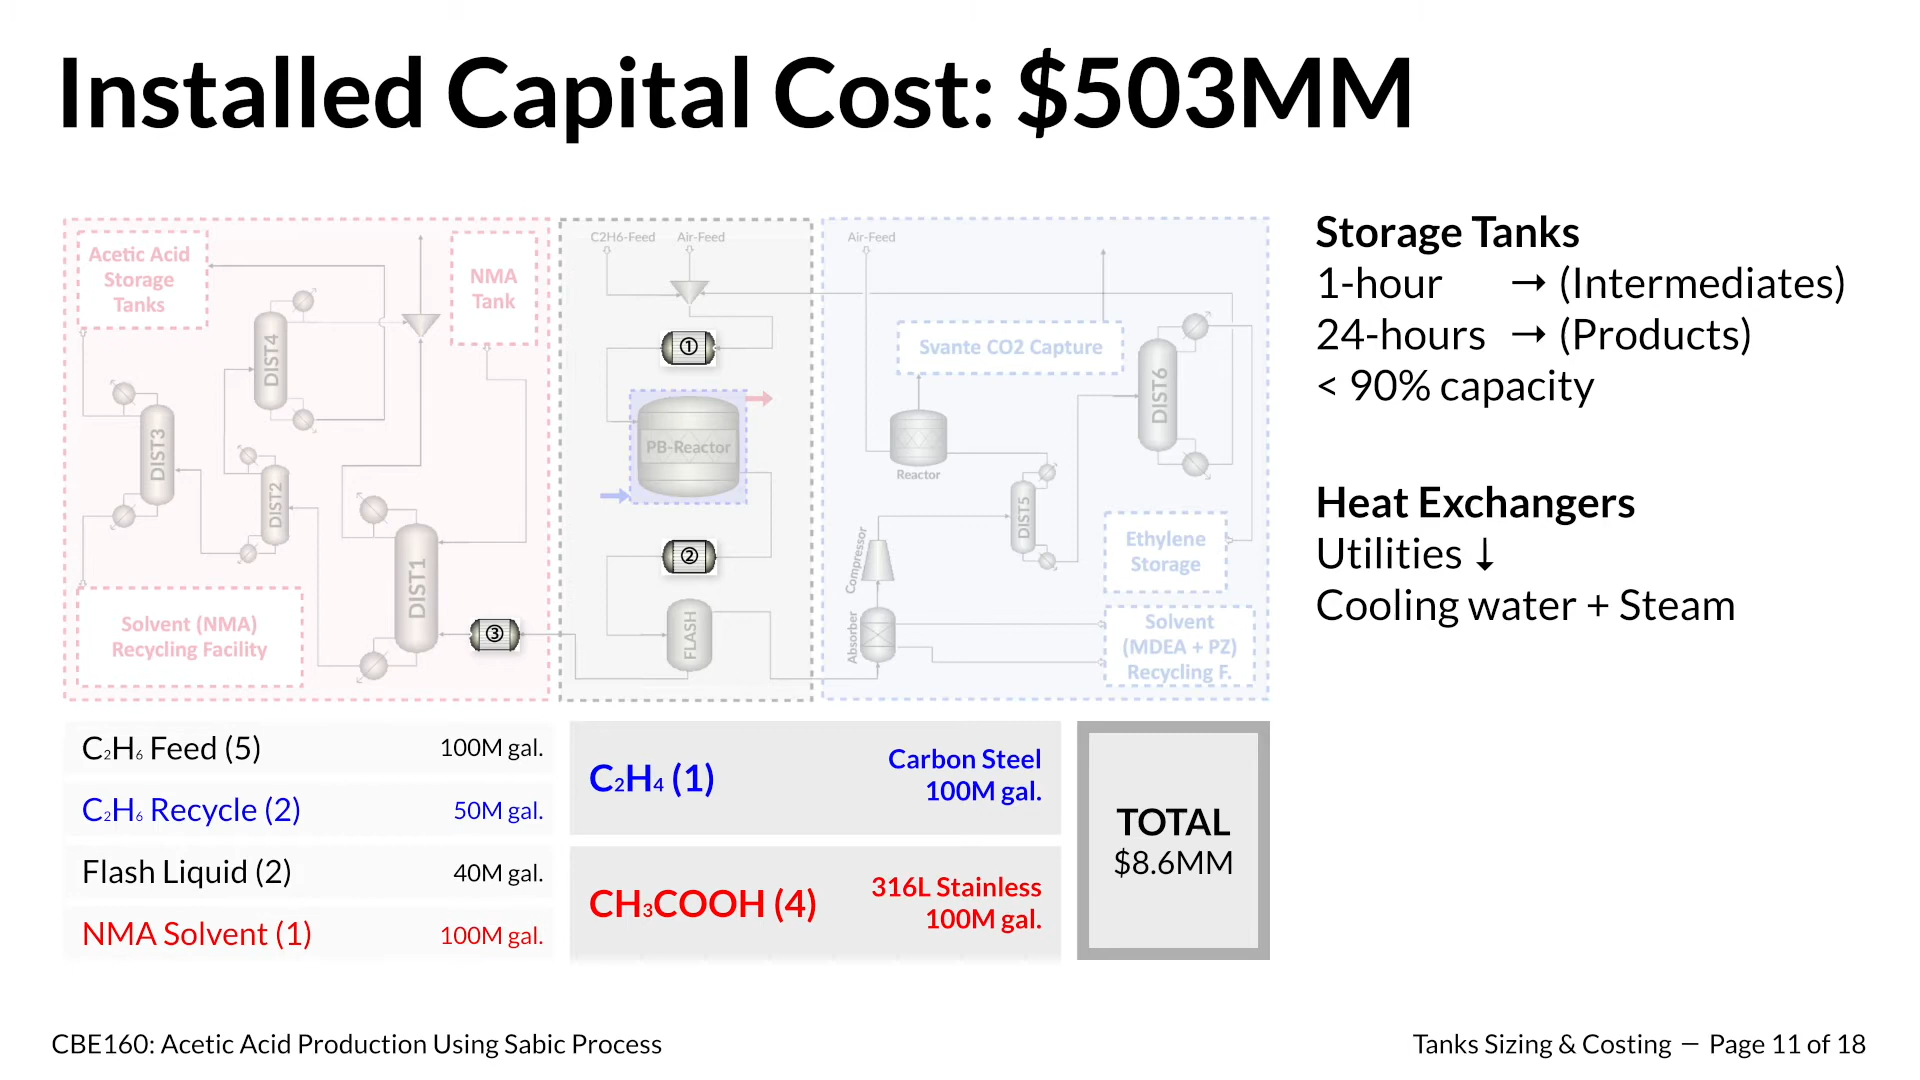 Installed Capital Cost: $503MM
Acetic Acid
Storage
Tanks
NMA
Tank
DIST4
DIST3
DIST2
DIST1
Solvent (NMA)
Recycling Facility
③
C2H6-Feed
Air-Feed
①
PB-Reactor
②
FLASH
Air-Feed
Svante CO2 Capture
DIST6
Reactor
DIST5
Compressor
Ethylene
Storage
Absorber
Solvent
(MDEA + PZ)
Recycling F.
Storage Tanks
1-hour → (Intermediates)
24-hours → (Products)
< 90% capacity
Heat Exchangers
Utilities ↓
Cooling water + Steam
C₂H₆ Feed (5) 100M gal.
C₂H₆ Recycle (2) 50M gal.
Flash Liquid (2) 40M gal.
NMA Solvent (1) 100M gal.
C₂H₄ (1)
Carbon Steel
100M gal.
CH₃COOH (4)
316L Stainless
100M gal.
TOTAL
$8.6MM
CBE160: Acetic Acid Production Using Sabic Process
Tanks Sizing & Costing — Page 11 of 18